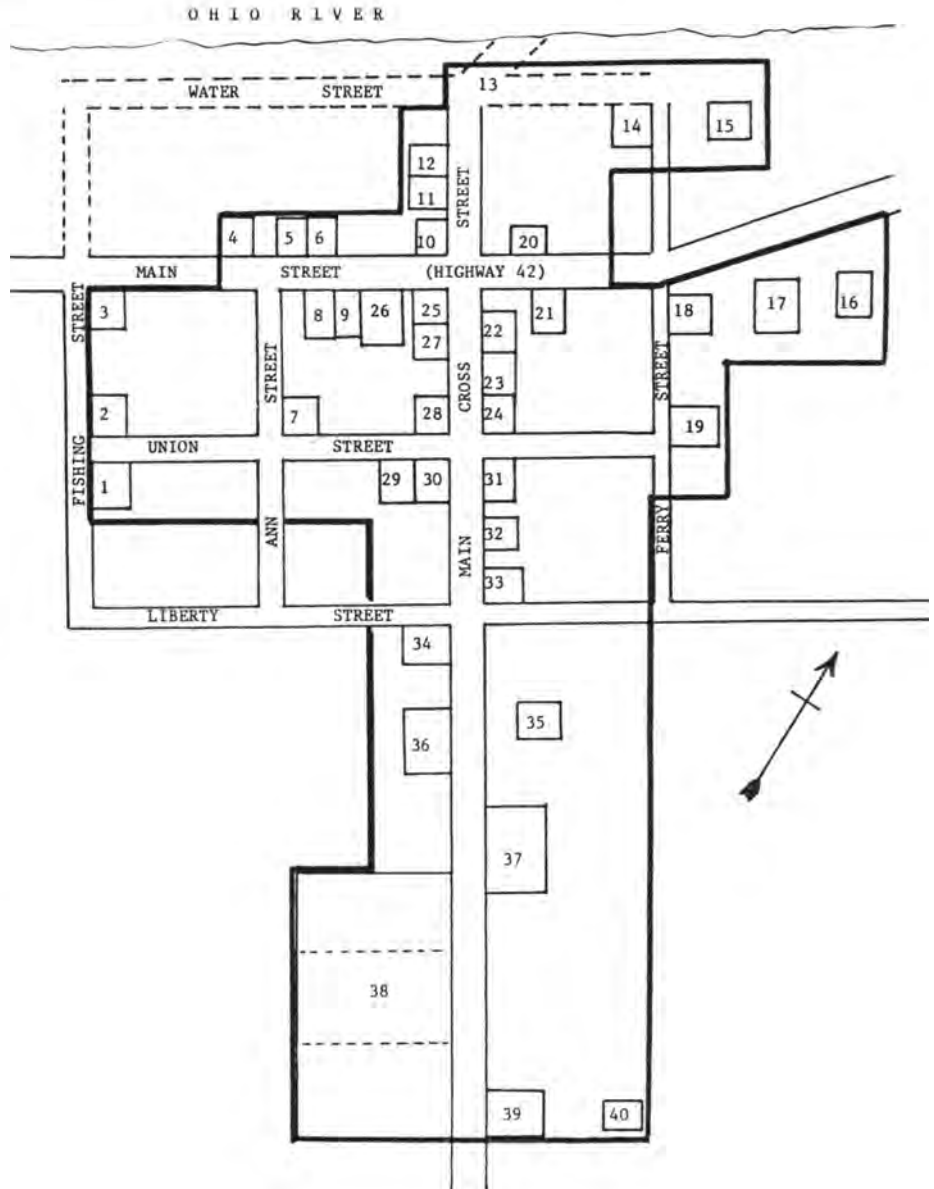 OHIO RIVER
WATER STREET
13
14
15
12
11
STREET
4
5
6
10
20
MAIN STREET (HIGHWAY 42)
3
STREET
FISHING
8
9
26
25
27
22
21
18
17
16
STREET
ANN
CROSS
MAIN
STREET
FERRY
2
7
28
23
24
19
UNION STREET
1
29
30
31
32
33
LIBERTY STREET
34
35
36
37
38
39
40